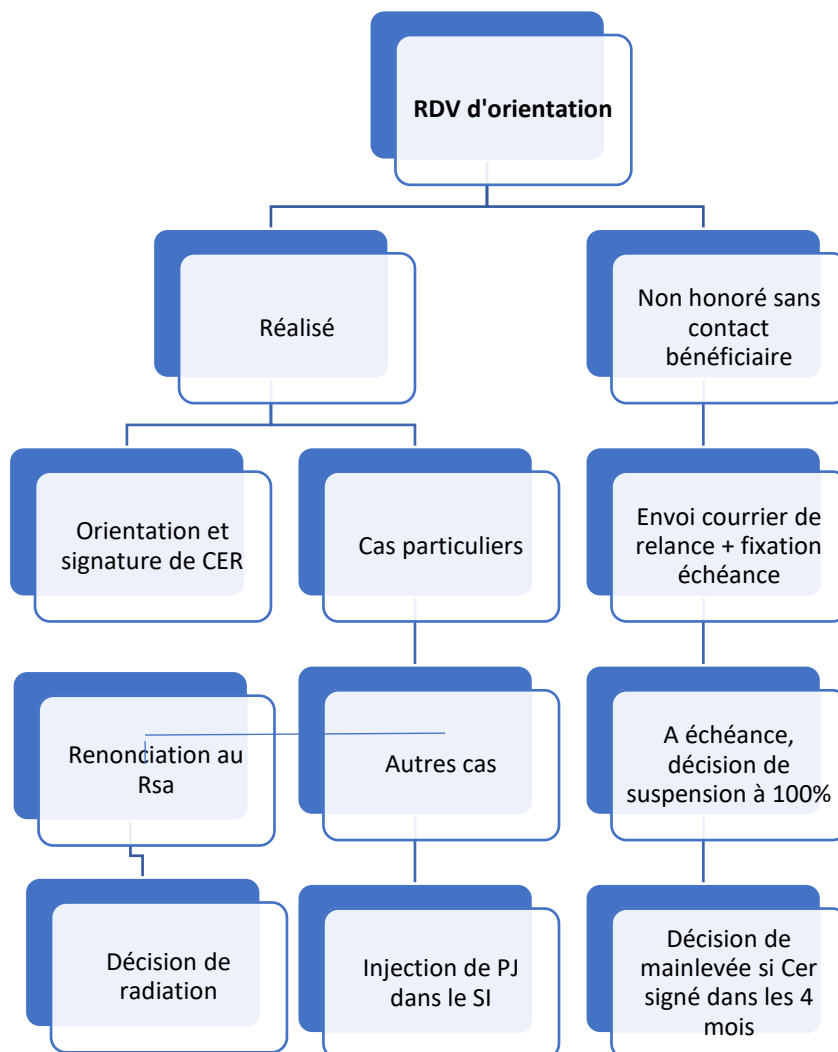 RDV d'orientation
Réalisé
Non honoré sans
contact
bénéficiaire
Orientation et
signature de CER
Cas particuliers
Envoi courrier de
relance + fixation
échéance
Renonciation au
Rsa
Autres cas
A échéance,
décision de
suspension à 100%
Décision de
radiation
Injection de PJ
dans le SI
Décision de
mainlevée si Cer
signé dans les 4
mois